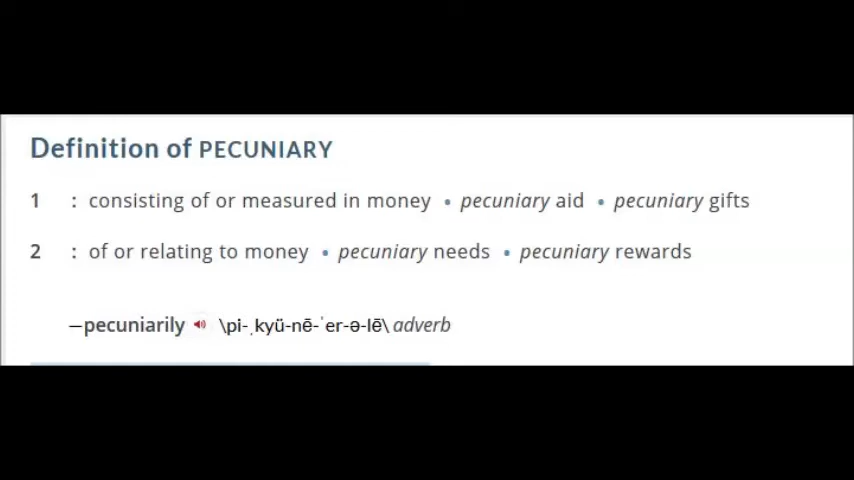 Definition of PECUNIARY
1 : consisting of or measured in money • pecuniary aid • pecuniary gifts
2 : of or relating to money • pecuniary needs • pecuniary rewards
—pecuniarily \pi-ˌkyü-nē-ˈer-ə-lē\ adverb